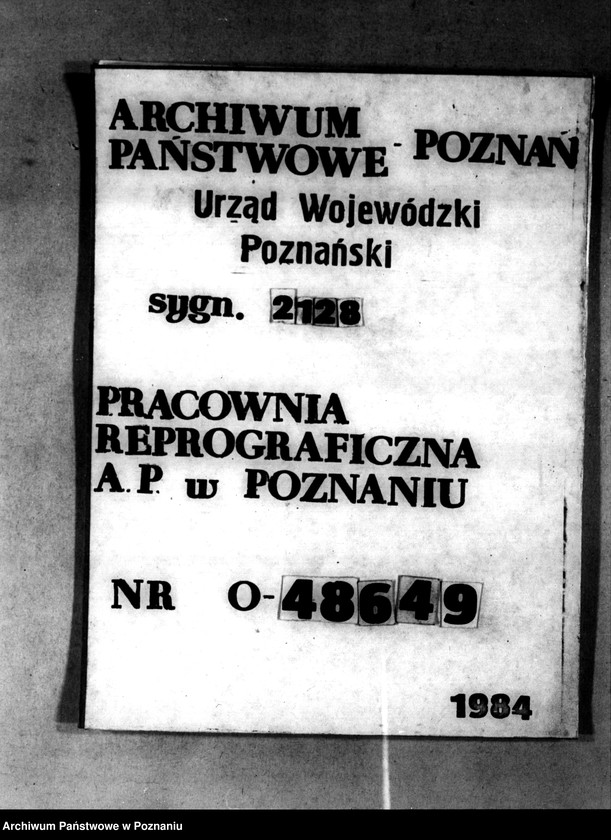 ARCHIWUM
PAŃSTWOWE - POZNAŃ
Urząd Wojewódzki
Poznański
sygn. 2128
PRACOWNIA
REPROGRAFICZNA
A.P. w POZNANIU
NR O-48649
1984
Archiwum Państwowe w Poznaniu